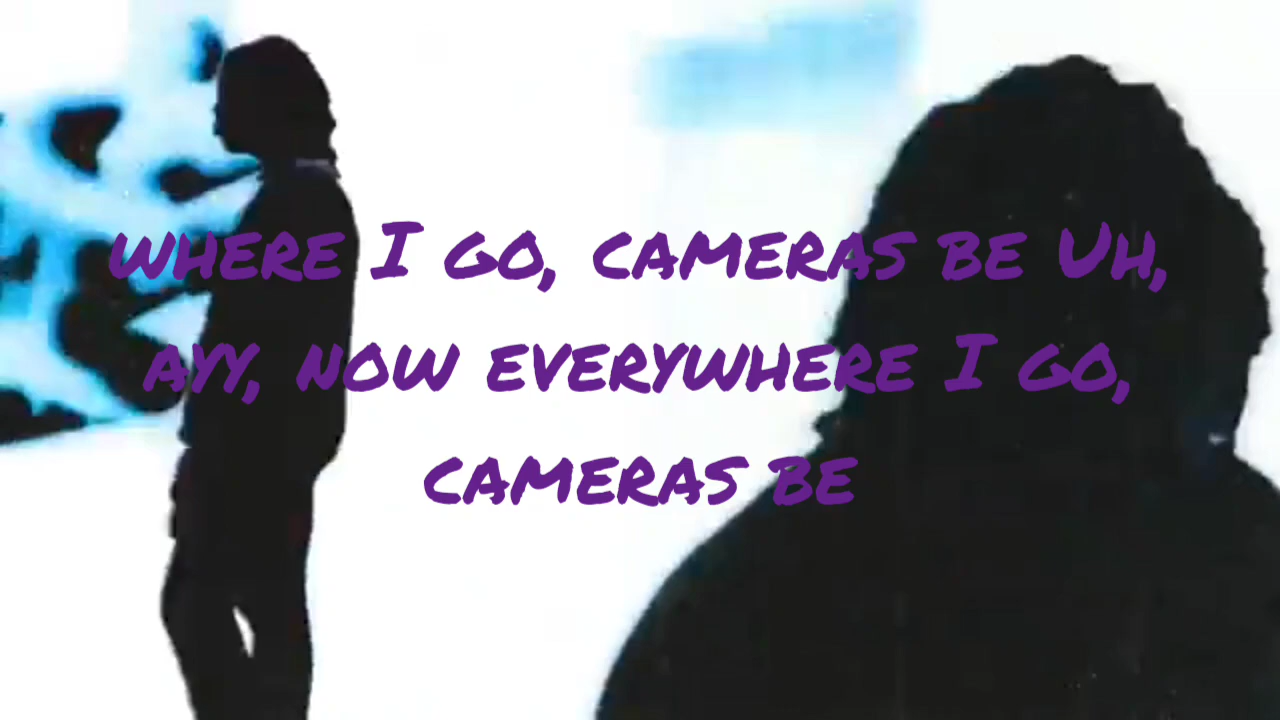 where I go, cameras be Uh,
ayy, now everywhere I go,
cameras be